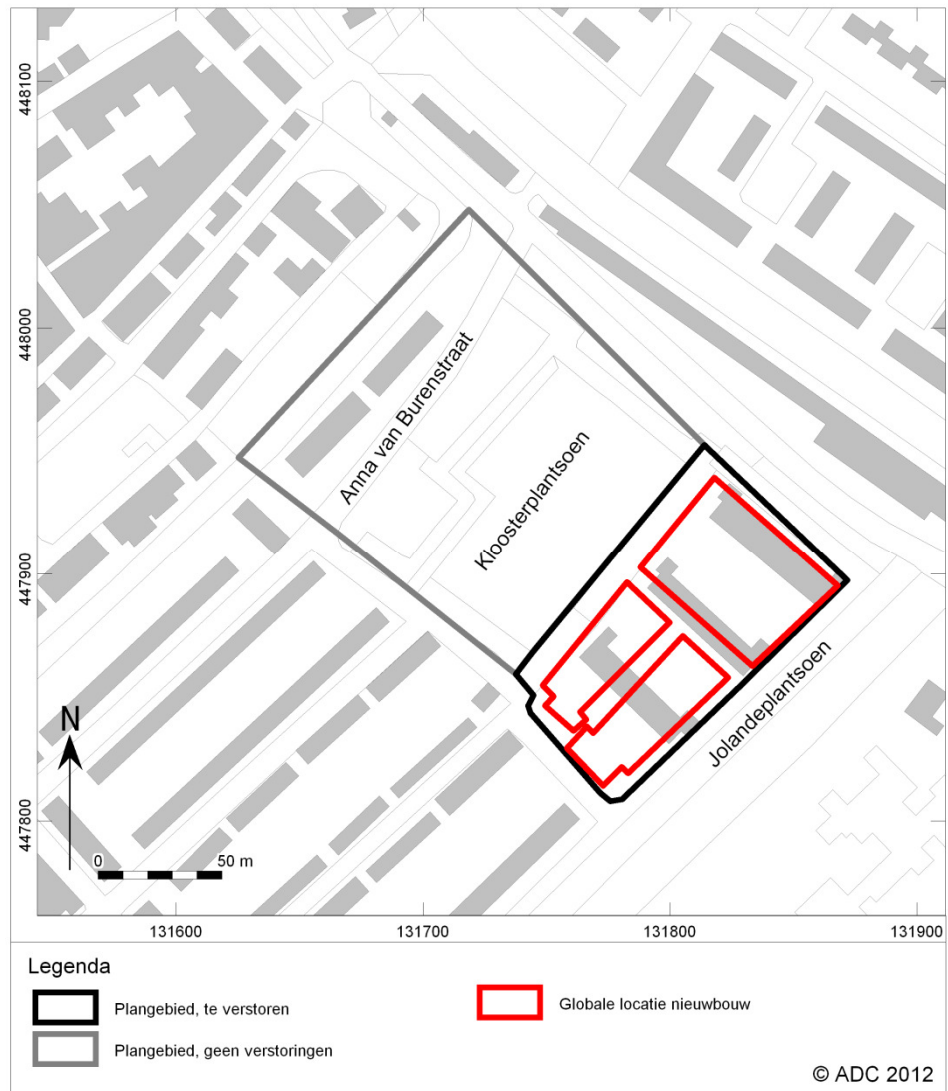 448100
448000
447900
447800
Anna van Burenstraat
Kloosterplantsoen
Jolandeplantsoen
N
0 50 m
131600 131700 131800 131900
Legenda
Plangebied, te verstoren
Globale locatie nieuwbouw
Plangebied, geen verstoringen
© ADC 2012